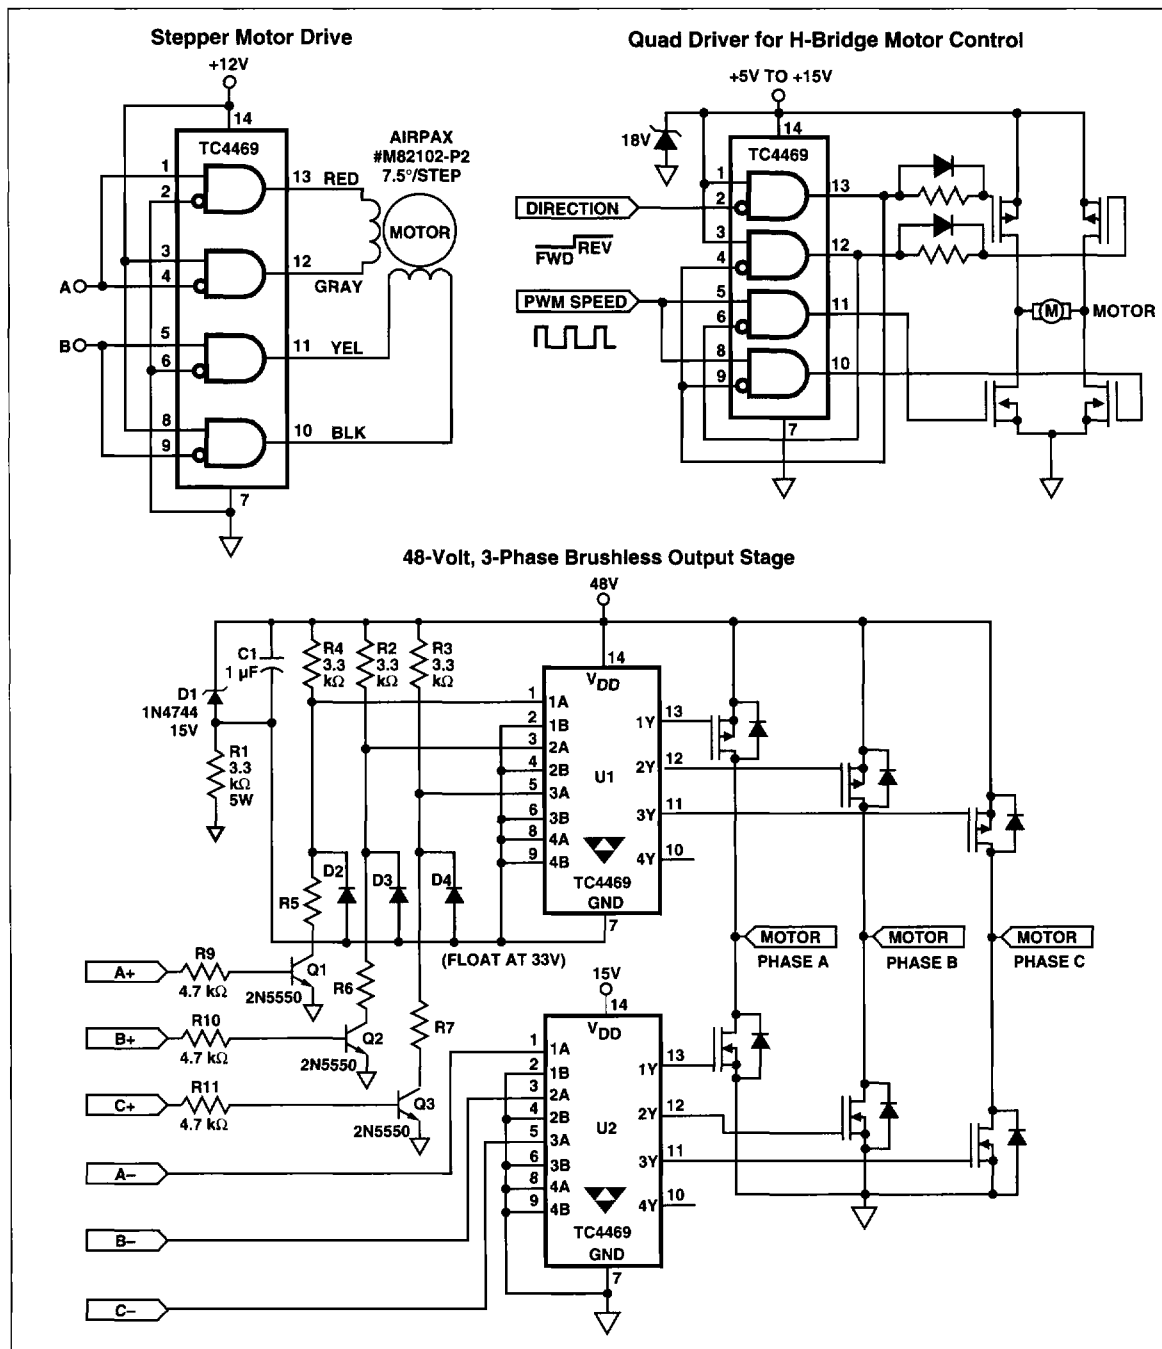 Stepper Motor Drive
+12V
14
TC4469
1
2
3
4
5
6
8
9
A
B
13
RED
12
GRAY
11
YEL
10
BLK
7
AIRPAX
#M82102-P2
7.5°/STEP
MOTOR
Quad Driver for H-Bridge Motor Control
+5V TO +15V
18V
14
TC4469
DIRECTION
FWD
REV
PWM SPEED
1
2
3
4
5
6
8
9
13
12
11
10
7
M
MOTOR
48-Volt, 3-Phase Brushless Output Stage
48V
C1
1 µF
R4
3.3
kΩ
R2
3.3
kΩ
R3
3.3
kΩ
D1
1N4744
15V
R1
3.3
kΩ
5W
14
VDD
1
1A
2
1B
3
2A
4
2B
5
3A
6
3B
8
4A
9
4B
U1
1Y
13
2Y
12
3Y
11
4Y
10
TC4469
GND
7
D2
D3
D4
R5
R6
R7
(FLOAT AT 33V)
A+
R9
4.7 kΩ
Q1
2N5550
B+
R10
4.7 kΩ
Q2
2N5550
C+
R11
4.7 kΩ
Q3
2N5550
A–
B–
C–
MOTOR
PHASE A
MOTOR
PHASE B
MOTOR
PHASE C
15V
14
VDD
1
1A
2
1B
3
2A
4
2B
5
3A
6
3B
8
4A
9
4B
U2
1Y
13
2Y
12
3Y
11
4Y
10
TC4469
GND
7